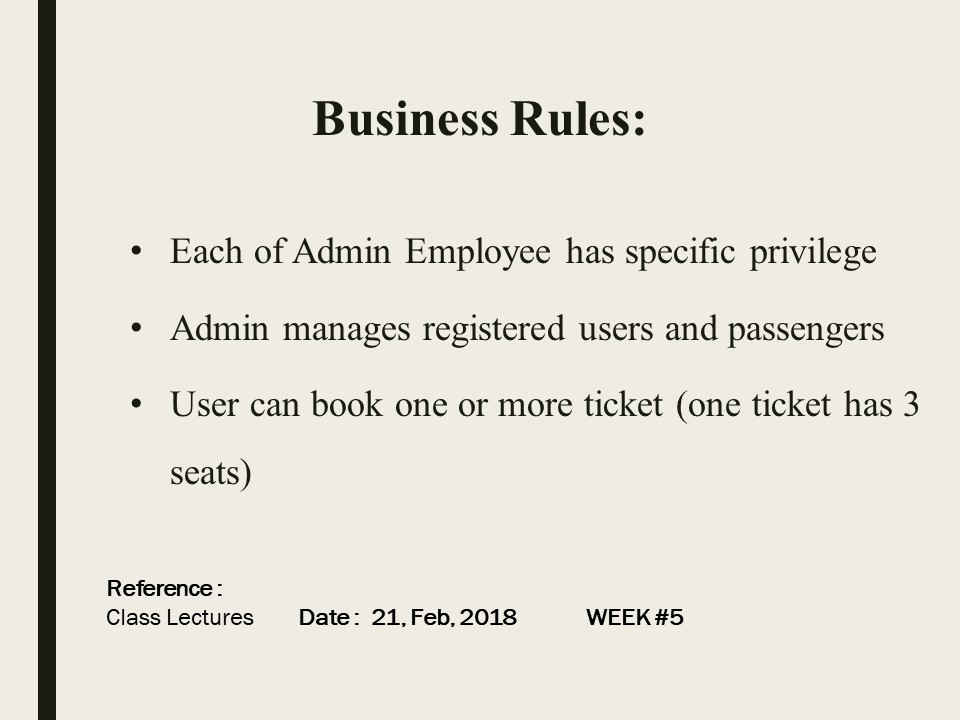 Business Rules:
• Each of Admin Employee has specific privilege
• Admin manages registered users and passengers
• User can book one or more ticket (one ticket has 3
seats)
Reference :
Class Lectures Date : 21, Feb, 2018 WEEK #5